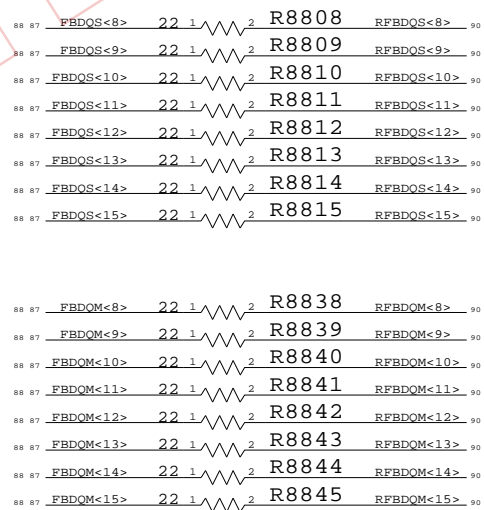 88 87 FBDQS<8> 22 1 2 R8808 RFBDQS<8> 90
88 87 FBDQS<9> 22 1 2 R8809 RFBDQS<9> 90
88 87 FBDQS<10> 22 1 2 R8810 RFBDQS<10> 90
88 87 FBDQS<11> 22 1 2 R8811 RFBDQS<11> 90
88 87 FBDQS<12> 22 1 2 R8812 RFBDQS<12> 90
88 87 FBDQS<13> 22 1 2 R8813 RFBDQS<13> 90
88 87 FBDQS<14> 22 1 2 R8814 RFBDQS<14> 90
88 87 FBDQS<15> 22 1 2 R8815 RFBDQS<15> 90
88 87 FBDQM<8> 22 1 2 R8838 RFBDQM<8> 90
88 87 FBDQM<9> 22 1 2 R8839 RFBDQM<9> 90
88 87 FBDQM<10> 22 1 2 R8840 RFBDQM<10> 90
88 87 FBDQM<11> 22 1 2 R8841 RFBDQM<11> 90
88 87 FBDQM<12> 22 1 2 R8842 RFBDQM<12> 90
88 87 FBDQM<13> 22 1 2 R8843 RFBDQM<13> 90
88 87 FBDQM<14> 22 1 2 R8844 RFBDQM<14> 90
88 87 FBDQM<15> 22 1 2 R8845 RFBDQM<15> 90